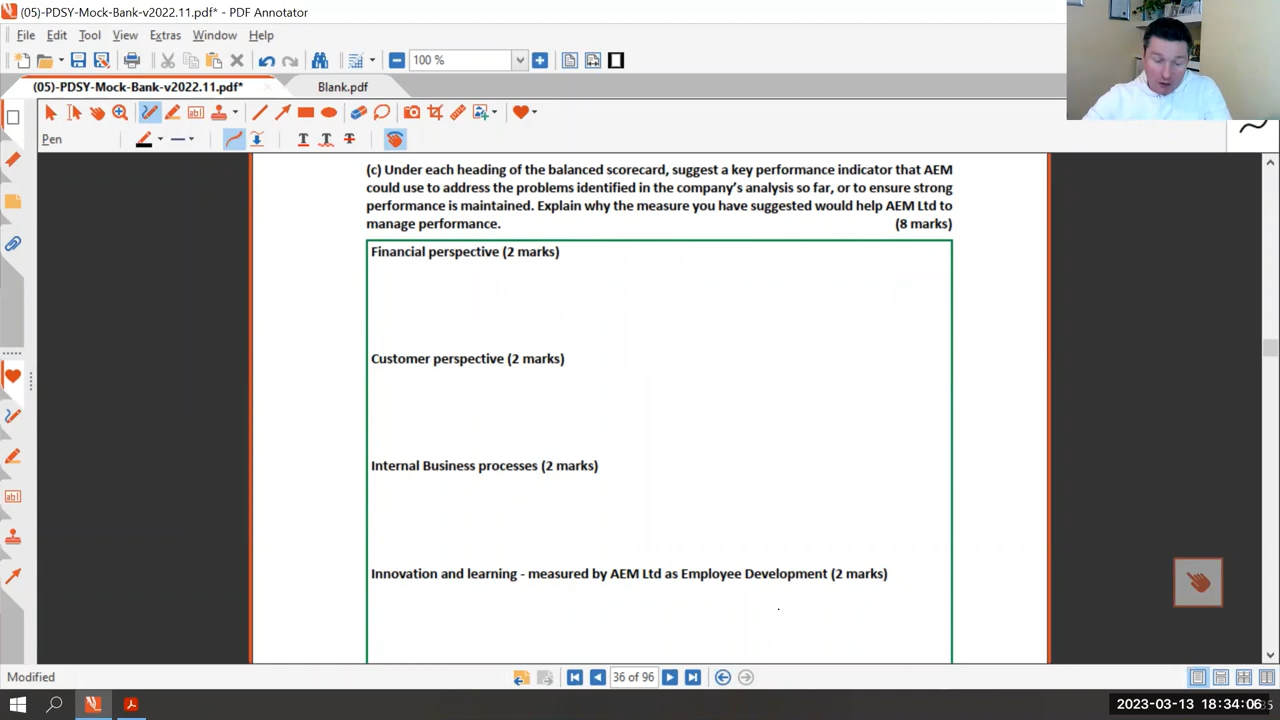 (05)-PDSY-Mock-Bank-v2022.11.pdf* - PDF Annotator
File Edit Tool View Extras Window Help
100 %
(05)-PDSY-Mock-Bank-v2022.11.pdf* Blank.pdf
Pen
(c) Under each heading of the balanced scorecard, suggest a key performance indicator that AEM
could use to address the problems identified in the company's analysis so far, or to ensure strong
performance is maintained. Explain why the measure you have suggested would help AEM Ltd to
manage performance. (8 marks)
Financial perspective (2 marks)
Customer perspective (2 marks)
Internal Business processes (2 marks)
Innovation and learning - measured by AEM Ltd as Employee Development (2 marks)
Modified
36 of 96
2023-03-13 18:34:06